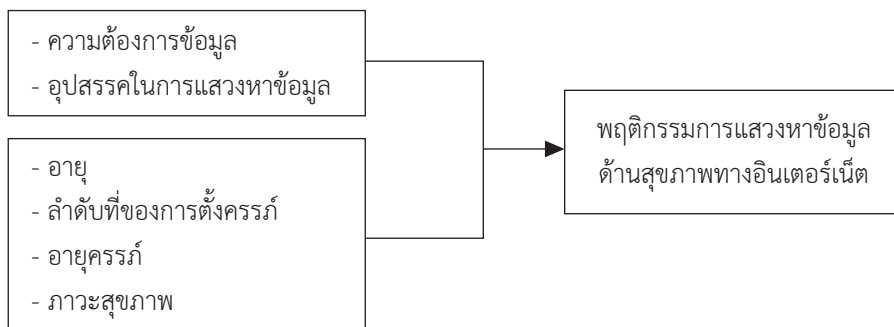 - ความต้องการข้อมูล
- อุปสรรคในการแสวงหาข้อมูล
- อายุ
- ลำดับที่ของการตั้งครรภ์
- อายุครรภ์
- ภาวะสุขภาพ
พฤติกรรมการแสวงหาข้อมูล
ด้านสุขภาพทางอินเตอร์เน็ต